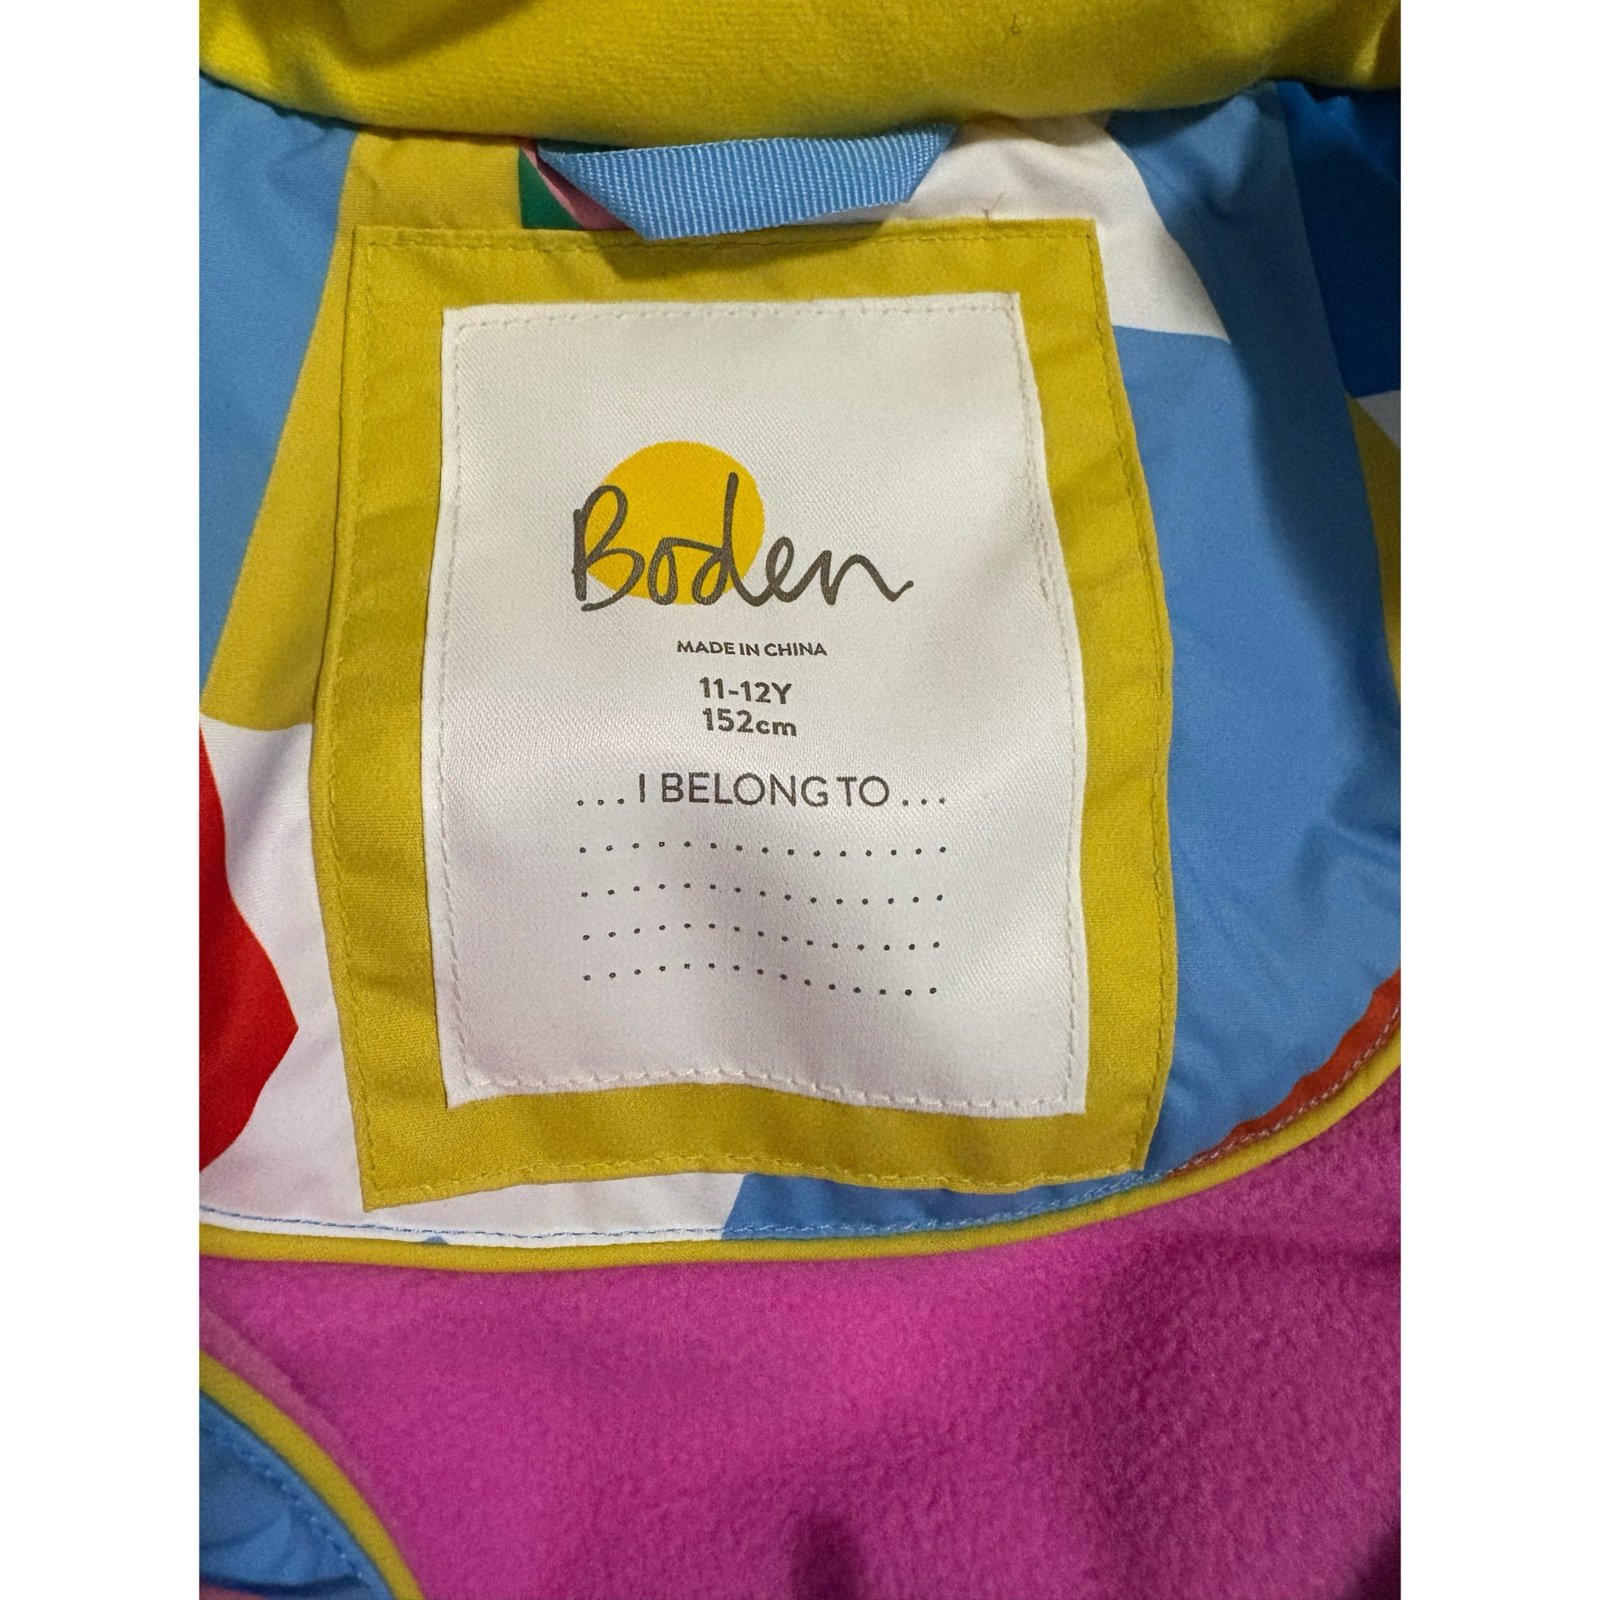 Boden
MADE IN CHINA
11-12Y
152cm
...I BELONG TO...